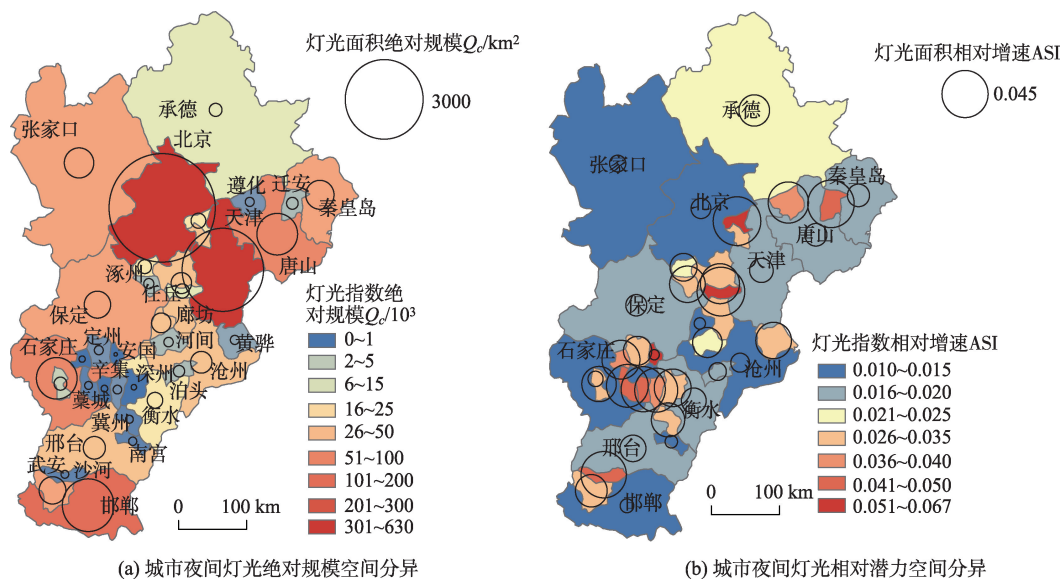 灯光面积绝对规模Qc/km²
3000
承德
张家口
北京
遵化
迁安
天津
秦皇岛
唐山
涿州
任丘
保定
廊坊
定州
河间
黄骅
石家庄
安国
辛集
深州
沧州
藁城
泊头
冀州
衡水
邢台
南宫
武安
沙河
邯郸
灯光指数绝
对规模Qc/10³
0~1
2~5
6~15
16~25
26~50
51~100
101~200
201~300
301~630
0
100 km
(a) 城市夜间灯光绝对规模空间分异
灯光面积相对增速ASI
0.045
承德
张家口
北京
秦皇岛
唐山
天津
保定
石家庄
沧州
衡水
邢台
邯郸
灯光指数相对增速ASI
0.010~0.015
0.016~0.020
0.021~0.025
0.026~0.035
0.036~0.040
0.041~0.050
0.051~0.067
0
100 km
(b) 城市夜间灯光相对潜力空间分异